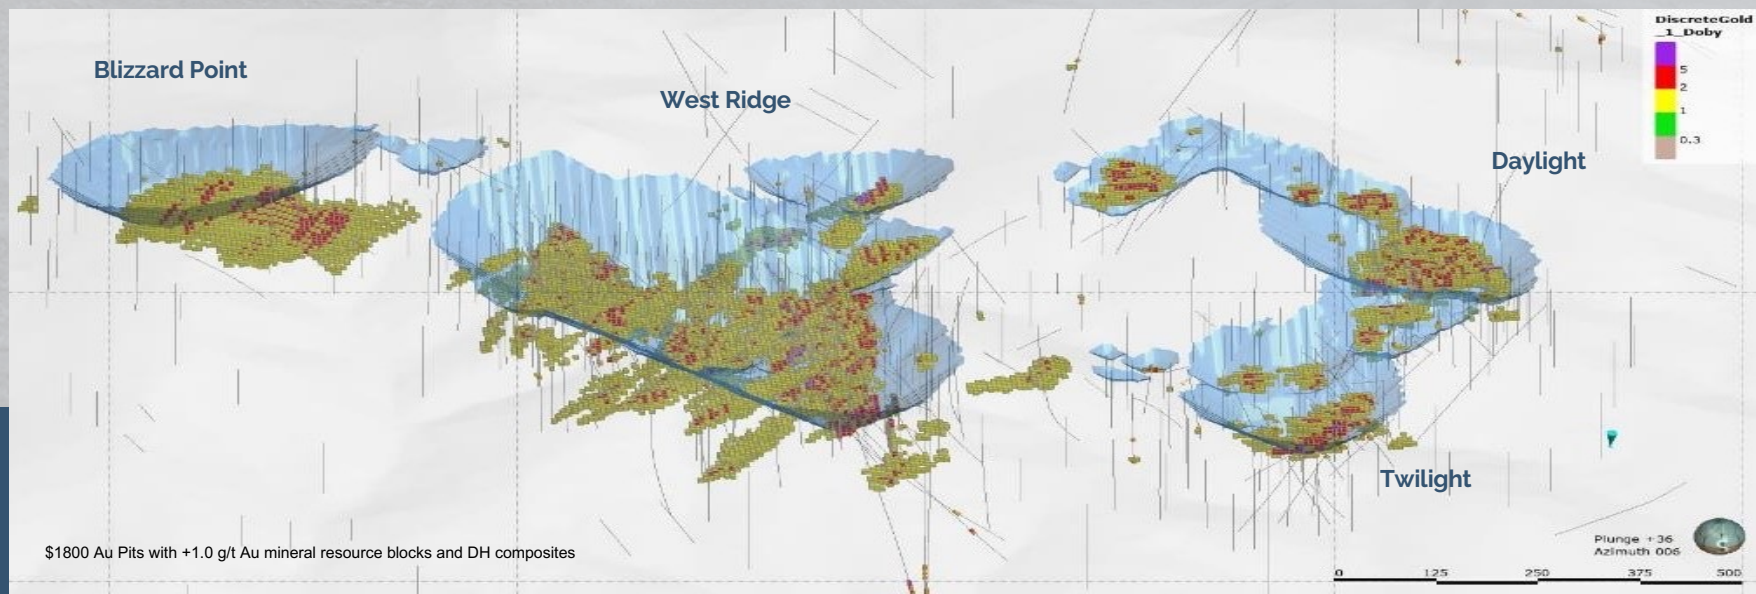 Blizzard Point
West Ridge
Daylight
Twilight
DiscreteGold
_1_Doby
5
2
1
0.3
$1800 Au Pits with +1.0 g/t Au mineral resource blocks and DH composites
Plunge +36
Azimuth 006
0 125 250 375 500